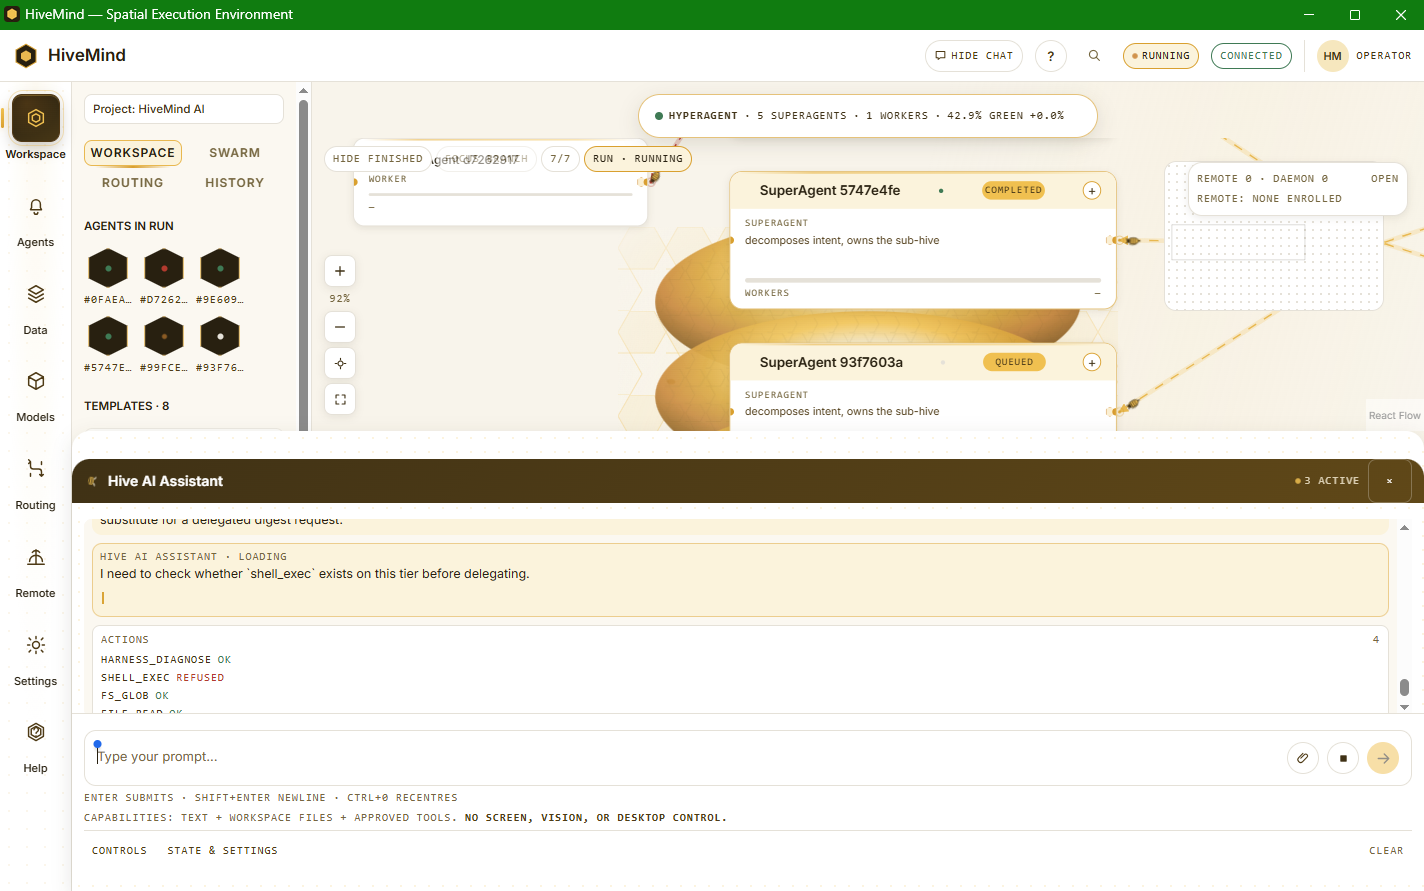 HiveMind — Spatial Execution Environment
HiveMind
HIDE CHAT
?
RUNNING
CONNECTED
HM
OPERATOR
Workspace
Agents
Data
Models
Routing
Remote
Settings
Help
Project: HiveMind AI
WORKSPACE
SWARM
ROUTING
HISTORY
AGENTS IN RUN
#0FAEA…
#D7262…
#9E609…
#5747E…
#99FCE…
#93F76…
TEMPLATES · 8
HYPERAGENT · 5 SUPERAGENTS · 1 WORKERS · 42.9% GREEN +0.0%
HIDE FINISHED
7/7
RUN · RUNNING
WORKER
—
92%
SuperAgent 5747e4fe
COMPLETED
+
SUPERAGENT
decomposes intent, owns the sub-hive
WORKERS
—
SuperAgent 93f7603a
QUEUED
+
SUPERAGENT
decomposes intent, owns the sub-hive
REMOTE 0 · DAEMON 0
OPEN
REMOTE: NONE ENROLLED
React Flow
Hive AI Assistant
3 ACTIVE
×
substitute for a delegated digest request.
HIVE AI ASSISTANT · LOADING
I need to check whether `shell_exec` exists on this tier before delegating.
ACTIONS
4
HARNESS_DIAGNOSE OK
SHELL_EXEC REFUSED
FS_GLOB OK
FILE_READ OK
Type your prompt...
ENTER SUBMITS · SHIFT+ENTER NEWLINE · CTRL+0 RECENTRES
CAPABILITIES: TEXT + WORKSPACE FILES + APPROVED TOOLS. NO SCREEN, VISION, OR DESKTOP CONTROL.
CONTROLS
STATE & SETTINGS
CLEAR